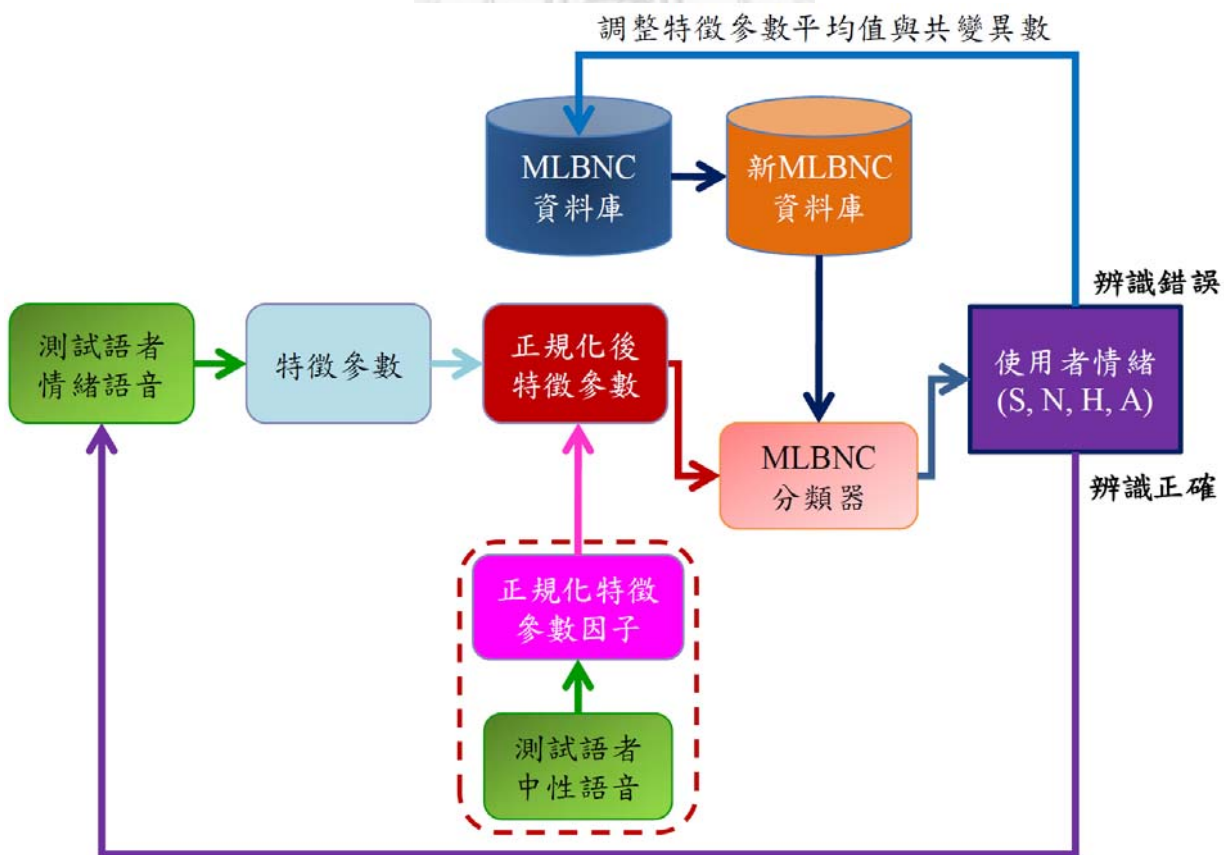 調整特徵參數平均值與共變異數
MLBNC
資料庫
新MLBNC
資料庫
辨識錯誤
測試語者
情緒語音
特徵參數
正規化後
特徵參數
使用者情緒
(S, N, H, A)
MLBNC
分類器
辨識正確
正規化特徵
參數因子
測試語者
中性語音